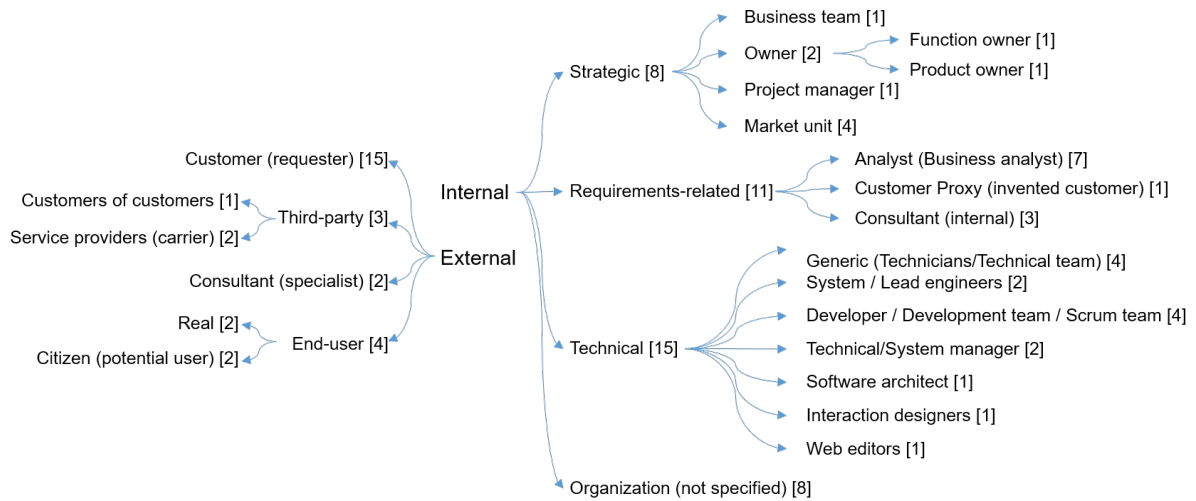 Internal
Strategic [8]
Business team [1]
Owner [2]
Function owner [1]
Product owner [1]
Project manager [1]
Market unit [4]
Requirements-related [11]
Analyst (Business analyst) [7]
Customer Proxy (invented customer) [1]
Consultant (internal) [3]
Technical [15]
Generic (Technicians/Technical team) [4]
System / Lead engineers [2]
Developer / Development team / Scrum team [4]
Technical/System manager [2]
Software architect [1]
Interaction designers [1]
Web editors [1]
Organization (not specified) [8]
External
Customer (requester) [15]
Third-party [3]
Customers of customers [1]
Service providers (carrier) [2]
Consultant (specialist) [2]
End-user [4]
Real [2]
Citizen (potential user) [2]